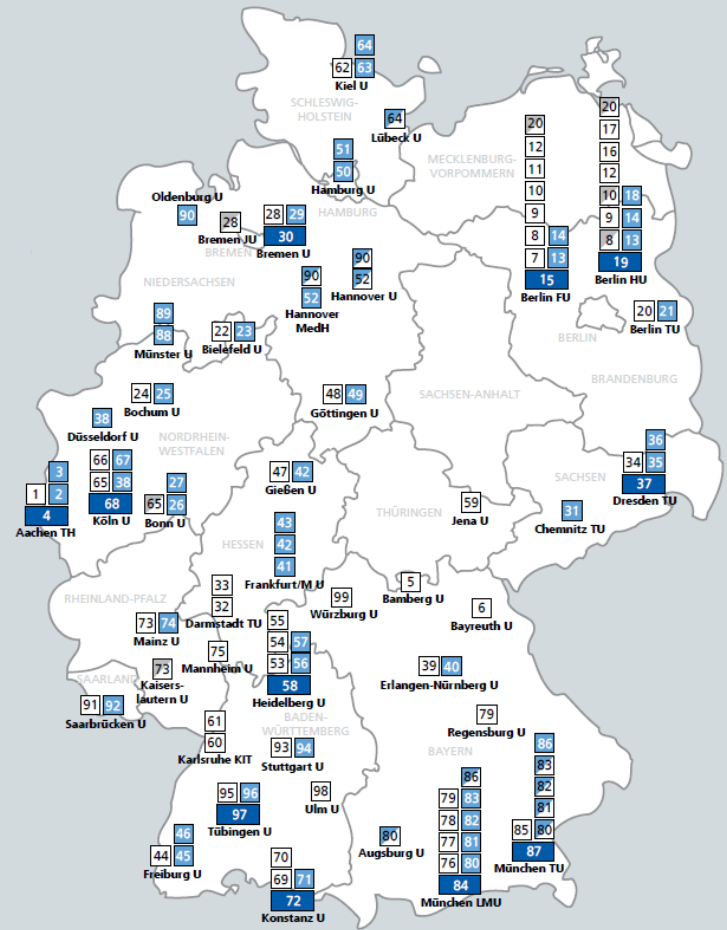 64
62 63
Kiel U
SCHLESWIG-
HOLSTEIN
64
Lübeck U
51
50
Hamburg U
HAMBURG
MECKLENBURG-
VORPOMMERN
20
12
11
10
9
8 14
7 13
15
Berlin FU
20
17
16
12
10 18
9 14
8 13
19
Berlin HU
20 21
Berlin TU
BERLIN
BRANDENBURG
Oldenburg U
90
28
Bremen JU
BREMEN
28 29
30
Bremen U
NIEDERSACHSEN
90
52
Hannover
MedH
90
52
Hannover U
89
88
Münster U
22 23
Bielefeld U
24 25
Bochum U
48 49
Göttingen U
SACHSEN-ANHALT
38
Düsseldorf U
NORDRHEIN-
WESTFALEN
3
1 2
4
Aachen TH
66 67
65 38
68
Köln U
27
65 26
Bonn U
47 42
Gießen U
HESSEN
43
42
41
Frankfurt/M U
THÜRINGEN
59
Jena U
SACHSEN
36
34 35
37
Dresden TU
31
Chemnitz TU
RHEINLAND-PFALZ
73 74
Mainz U
33
32
Darmstadt TU
99
Würzburg U
5
Bamberg U
6
Bayreuth U
75
Mannheim U
55
54 57
53 56
58
Heidelberg U
39 40
Erlangen-Nürnberg U
SAARLAND
73
Kaisers-
lautern U
91 92
Saarbrücken U
61
60
Karlsruhe KIT
BADEN-
WÜRTTEMBERG
93 94
Stuttgart U
79
Regensburg U
BAYERN
95 96
97
Tübingen U
98
Ulm U
46
44 45
Freiburg U
70
69 71
72
Konstanz U
80
Augsburg U
86
79 83
78 82
77 81
76 80
84
München LMU
86
83
82
81
85 80
87
München TU